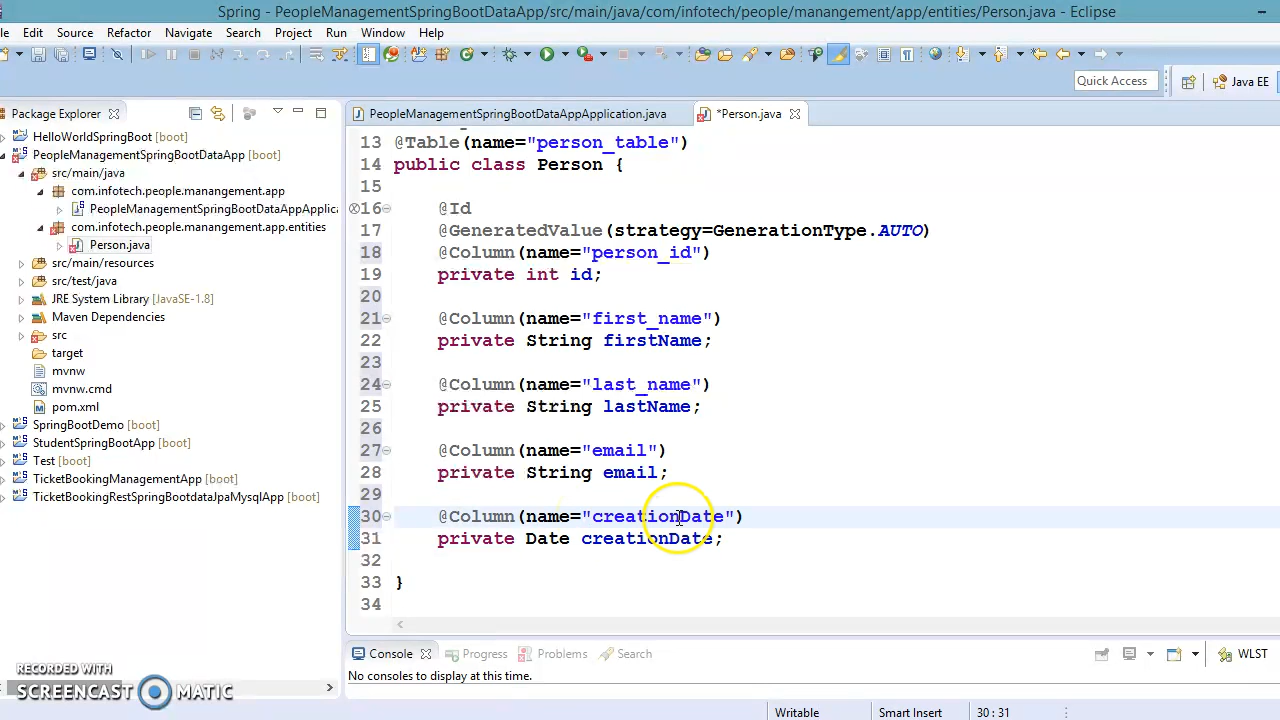 Spring - PeopleManagementSpringBootDataApp/src/main/java/com/infotech/people/manangement/app/entities/Person.java - Eclipse
Edit Source Refactor Navigate Search Project Run Window Help
Quick Access Java EE
Package Explorer
HelloWorldSpringBoot [boot]
PeopleManagementSpringBootDataApp [boot]
src/main/java
com.infotech.people.manangement.app
PeopleManagementSpringBootDataAppApplica
com.infotech.people.manangement.app.entities
Person.java
src/main/resources
src/test/java
JRE System Library [JavaSE-1.8]
Maven Dependencies
src
target
mvnw
mvnw.cmd
pom.xml
SpringBootDemo [boot]
StudentSpringBootApp [boot]
Test [boot]
TicketBookingManagementApp [boot]
TicketBookingRestSpringBootdataJpaMysqlApp [boot]
PeopleManagementSpringBootDataAppApplication.java *Person.java
13 @Table(name="person_table")
14 public class Person {
15
16 @Id
17 @GeneratedValue(strategy=GenerationType.AUTO)
18 @Column(name="person_id")
19 private int id;
20
21 @Column(name="first_name")
22 private String firstName;
23
24 @Column(name="last_name")
25 private String lastName;
26
27 @Column(name="email")
28 private String email;
29
30 @Column(name="creationDate")
31 private Date creationDate;
32
33 }
34
Console Progress Problems Search WLST
No consoles to display at this time.
Writable Smart Insert 30 : 31
RECORDED WITH
SCREENCAST MATIC